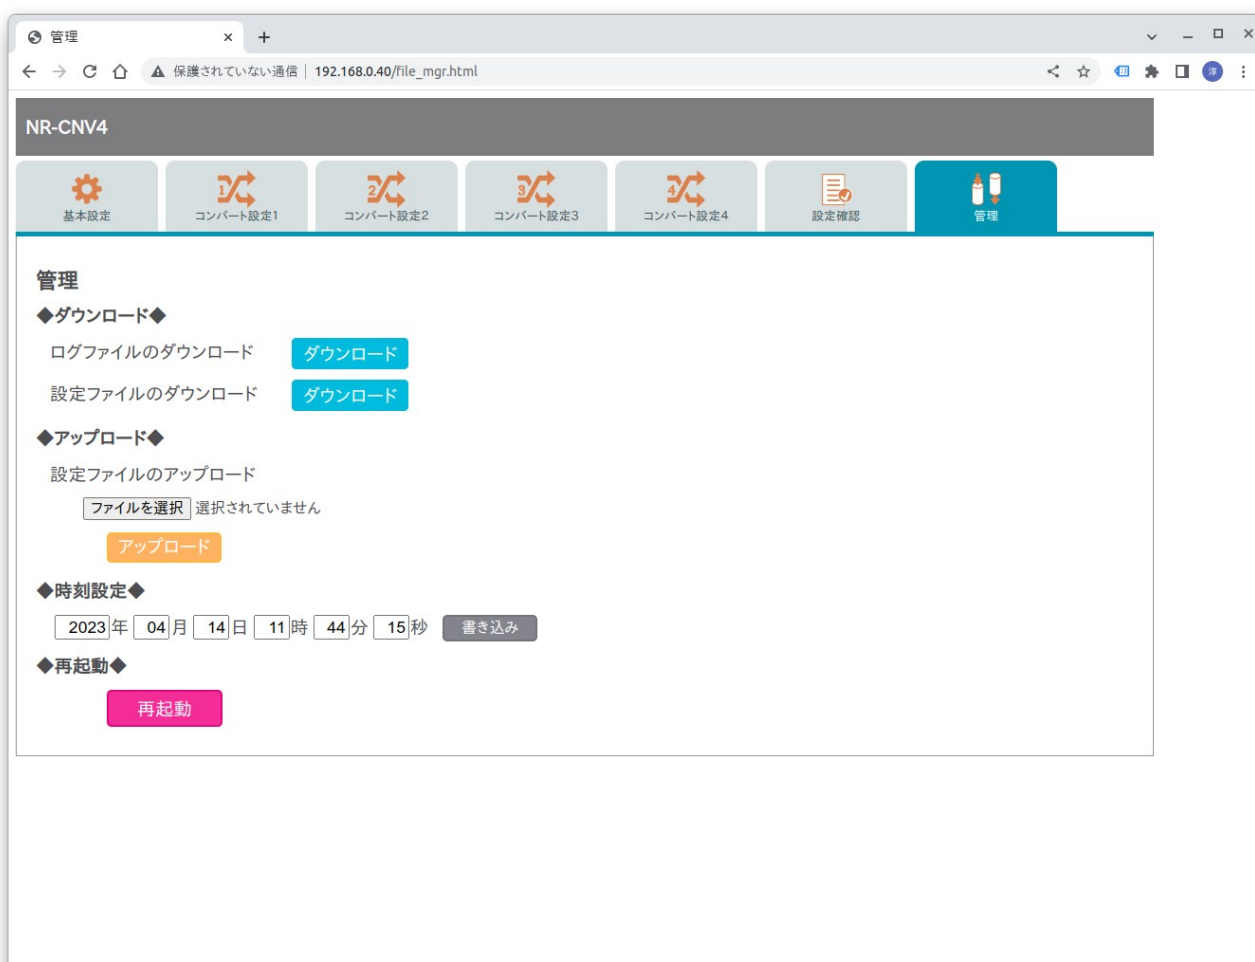 管理
保護されていない通信 192.168.0.40/file_mgr.html
淳
NR-CNV4
基本設定 1 コンバート設定1 2 コンバート設定2 3 コンバート設定3 4 コンバート設定4 設定確認 管理
管理
◆ダウンロード◆
ログファイルのダウンロード ダウンロード
設定ファイルのダウンロード ダウンロード
◆アップロード◆
設定ファイルのアップロード
ファイルを選択 選択されていません
アップロード
◆時刻設定◆
2023年 04月 14日 11時 44分 15秒 書き込み
◆再起動◆
再起動